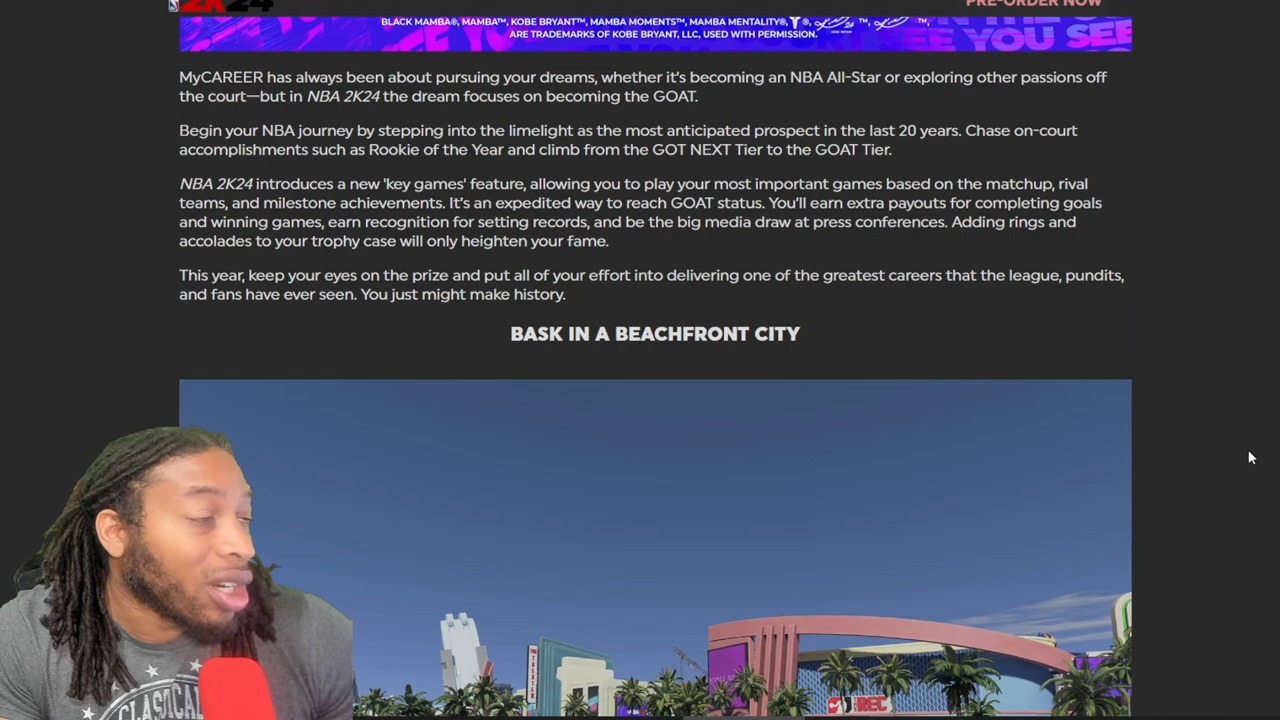 2K24
PRE-ORDER NOW
BLACK MAMBA®, MAMBA™, KOBE BRYANT™, MAMBA MOMENTS™, MAMBA MENTALITY®,
ARE TRADEMARKS OF KOBE BRYANT, LLC, USED WITH PERMISSION.
YOU SEE YOU SEE
MyCAREER has always been about pursuing your dreams, whether it's becoming an NBA All-Star or exploring other passions off
the court—but in NBA 2K24 the dream focuses on becoming the GOAT.
Begin your NBA journey by stepping into the limelight as the most anticipated prospect in the last 20 years. Chase on-court
accomplishments such as Rookie of the Year and climb from the GOT NEXT Tier to the GOAT Tier.
NBA 2K24 introduces a new 'key games' feature, allowing you to play your most important games based on the matchup, rival
teams, and milestone achievements. It's an expedited way to reach GOAT status. You'll earn extra payouts for completing goals
and winning games, earn recognition for setting records, and be the big media draw at press conferences. Adding rings and
accolades to your trophy case will only heighten your fame.
This year, keep your eyes on the prize and put all of your effort into delivering one of the greatest careers that the league, pundits,
and fans have ever seen. You just might make history.
BASK IN A BEACHFRONT CITY
THEATER
REC